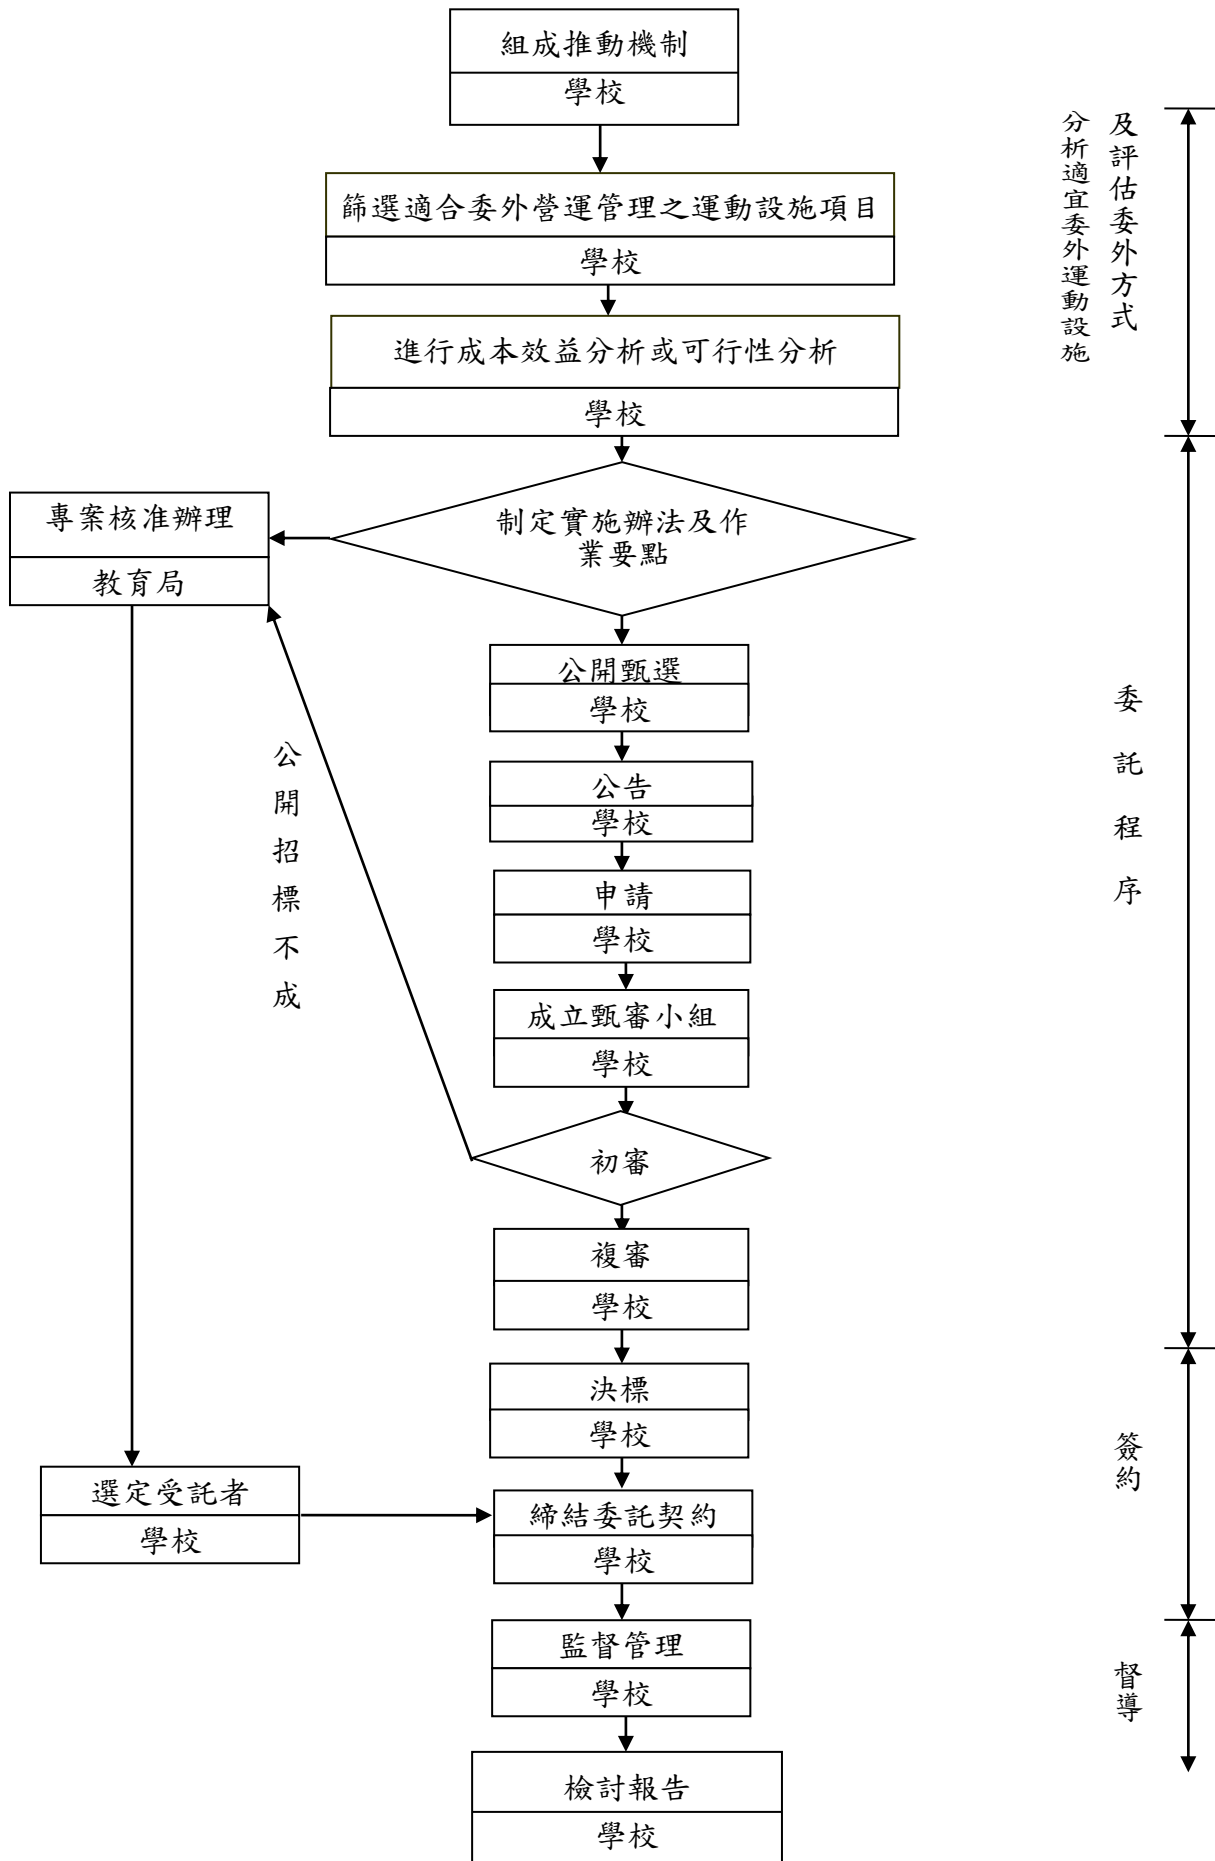 組成推動機制
學校
篩選適合委外營運管理之運動設施項目
學校
進行成本效益分析或可行性分析
學校
分析適宜委外運動設施
及評估委外方式
制定實施辦法及作
業要點
專案核准辦理
教育局
公開甄選
學校
公告
學校
申請
學校
成立甄審小組
學校
初審
公開招標不成
複審
學校
委託程序
決標
學校
選定受託者
學校
締結委託契約
學校
簽約
監督管理
學校
檢討報告
學校
督導